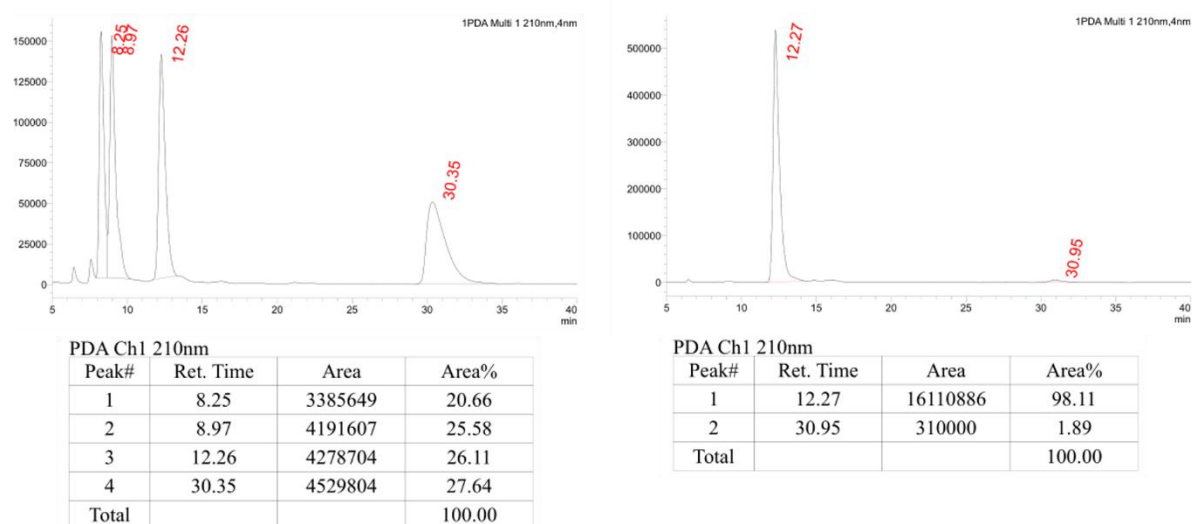 1PDA Multi 1 210nm,4nm
150000
125000
100000
75000
50000
25000
0
8.25
8.97
12.26
30.35
5 10 15 20 25 30 35 40
min
PDA Ch1 210nm
Peak# Ret. Time Area Area%
1 8.25 3385649 20.66
2 8.97 4191607 25.58
3 12.26 4278704 26.11
4 30.35 4529804 27.64
Total 100.00
1PDA Multi 1 210nm,4nm
500000
400000
300000
200000
100000
0
12.27
30.95
5 10 15 20 25 30 35 40
min
PDA Ch1 210nm
Peak# Ret. Time Area Area%
1 12.27 16110886 98.11
2 30.95 310000 1.89
Total 100.00